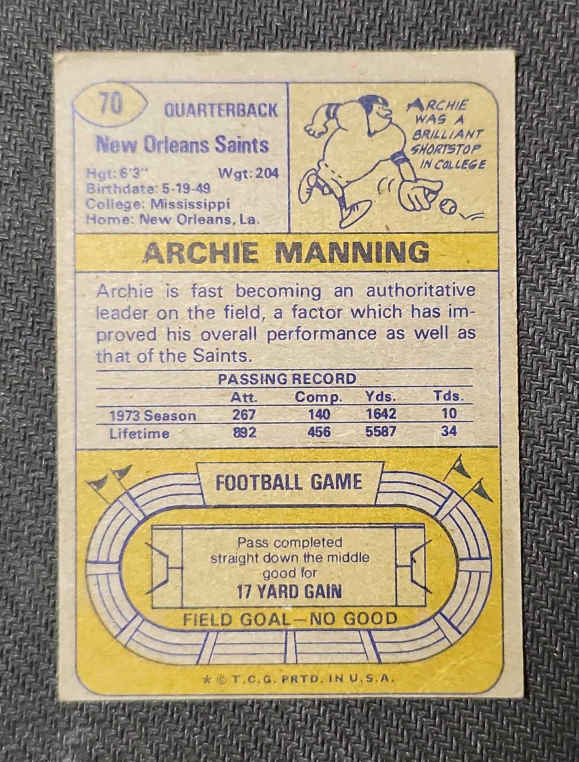 70
QUARTERBACK
New Orleans Saints
Hgt: 6'3" Wgt: 204
Birthdate: 5-19-49
College: Mississippi
Home: New Orleans, La.
ARCHIE
WAS A
BRILLIANT
SHORTSTOP
IN COLLEGE
ARCHIE MANNING
Archie is fast becoming an authoritative
leader on the field, a factor which has im-
proved his overall performance as well as
that of the Saints.
PASSING RECORD
Att. Comp. Yds. Tds.
1973 Season 267 140 1642 10
Lifetime 892 456 5587 34
FOOTBALL GAME
Pass completed
straight down the middle
good for
17 YARD GAIN
FIELD GOAL—NO GOOD
* © T.C.G. PRTD. IN U.S.A.